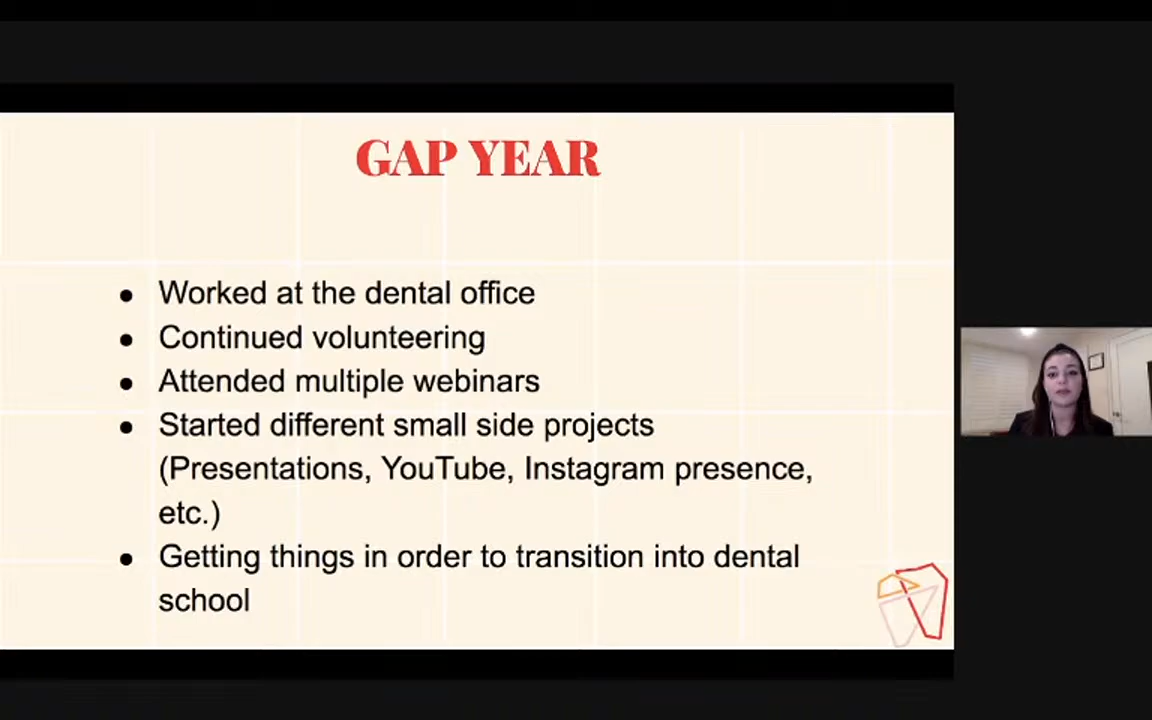 GAP YEAR
● Worked at the dental office
● Continued volunteering
● Attended multiple webinars
● Started different small side projects
(Presentations, YouTube, Instagram presence,
etc.)
● Getting things in order to transition into dental
school